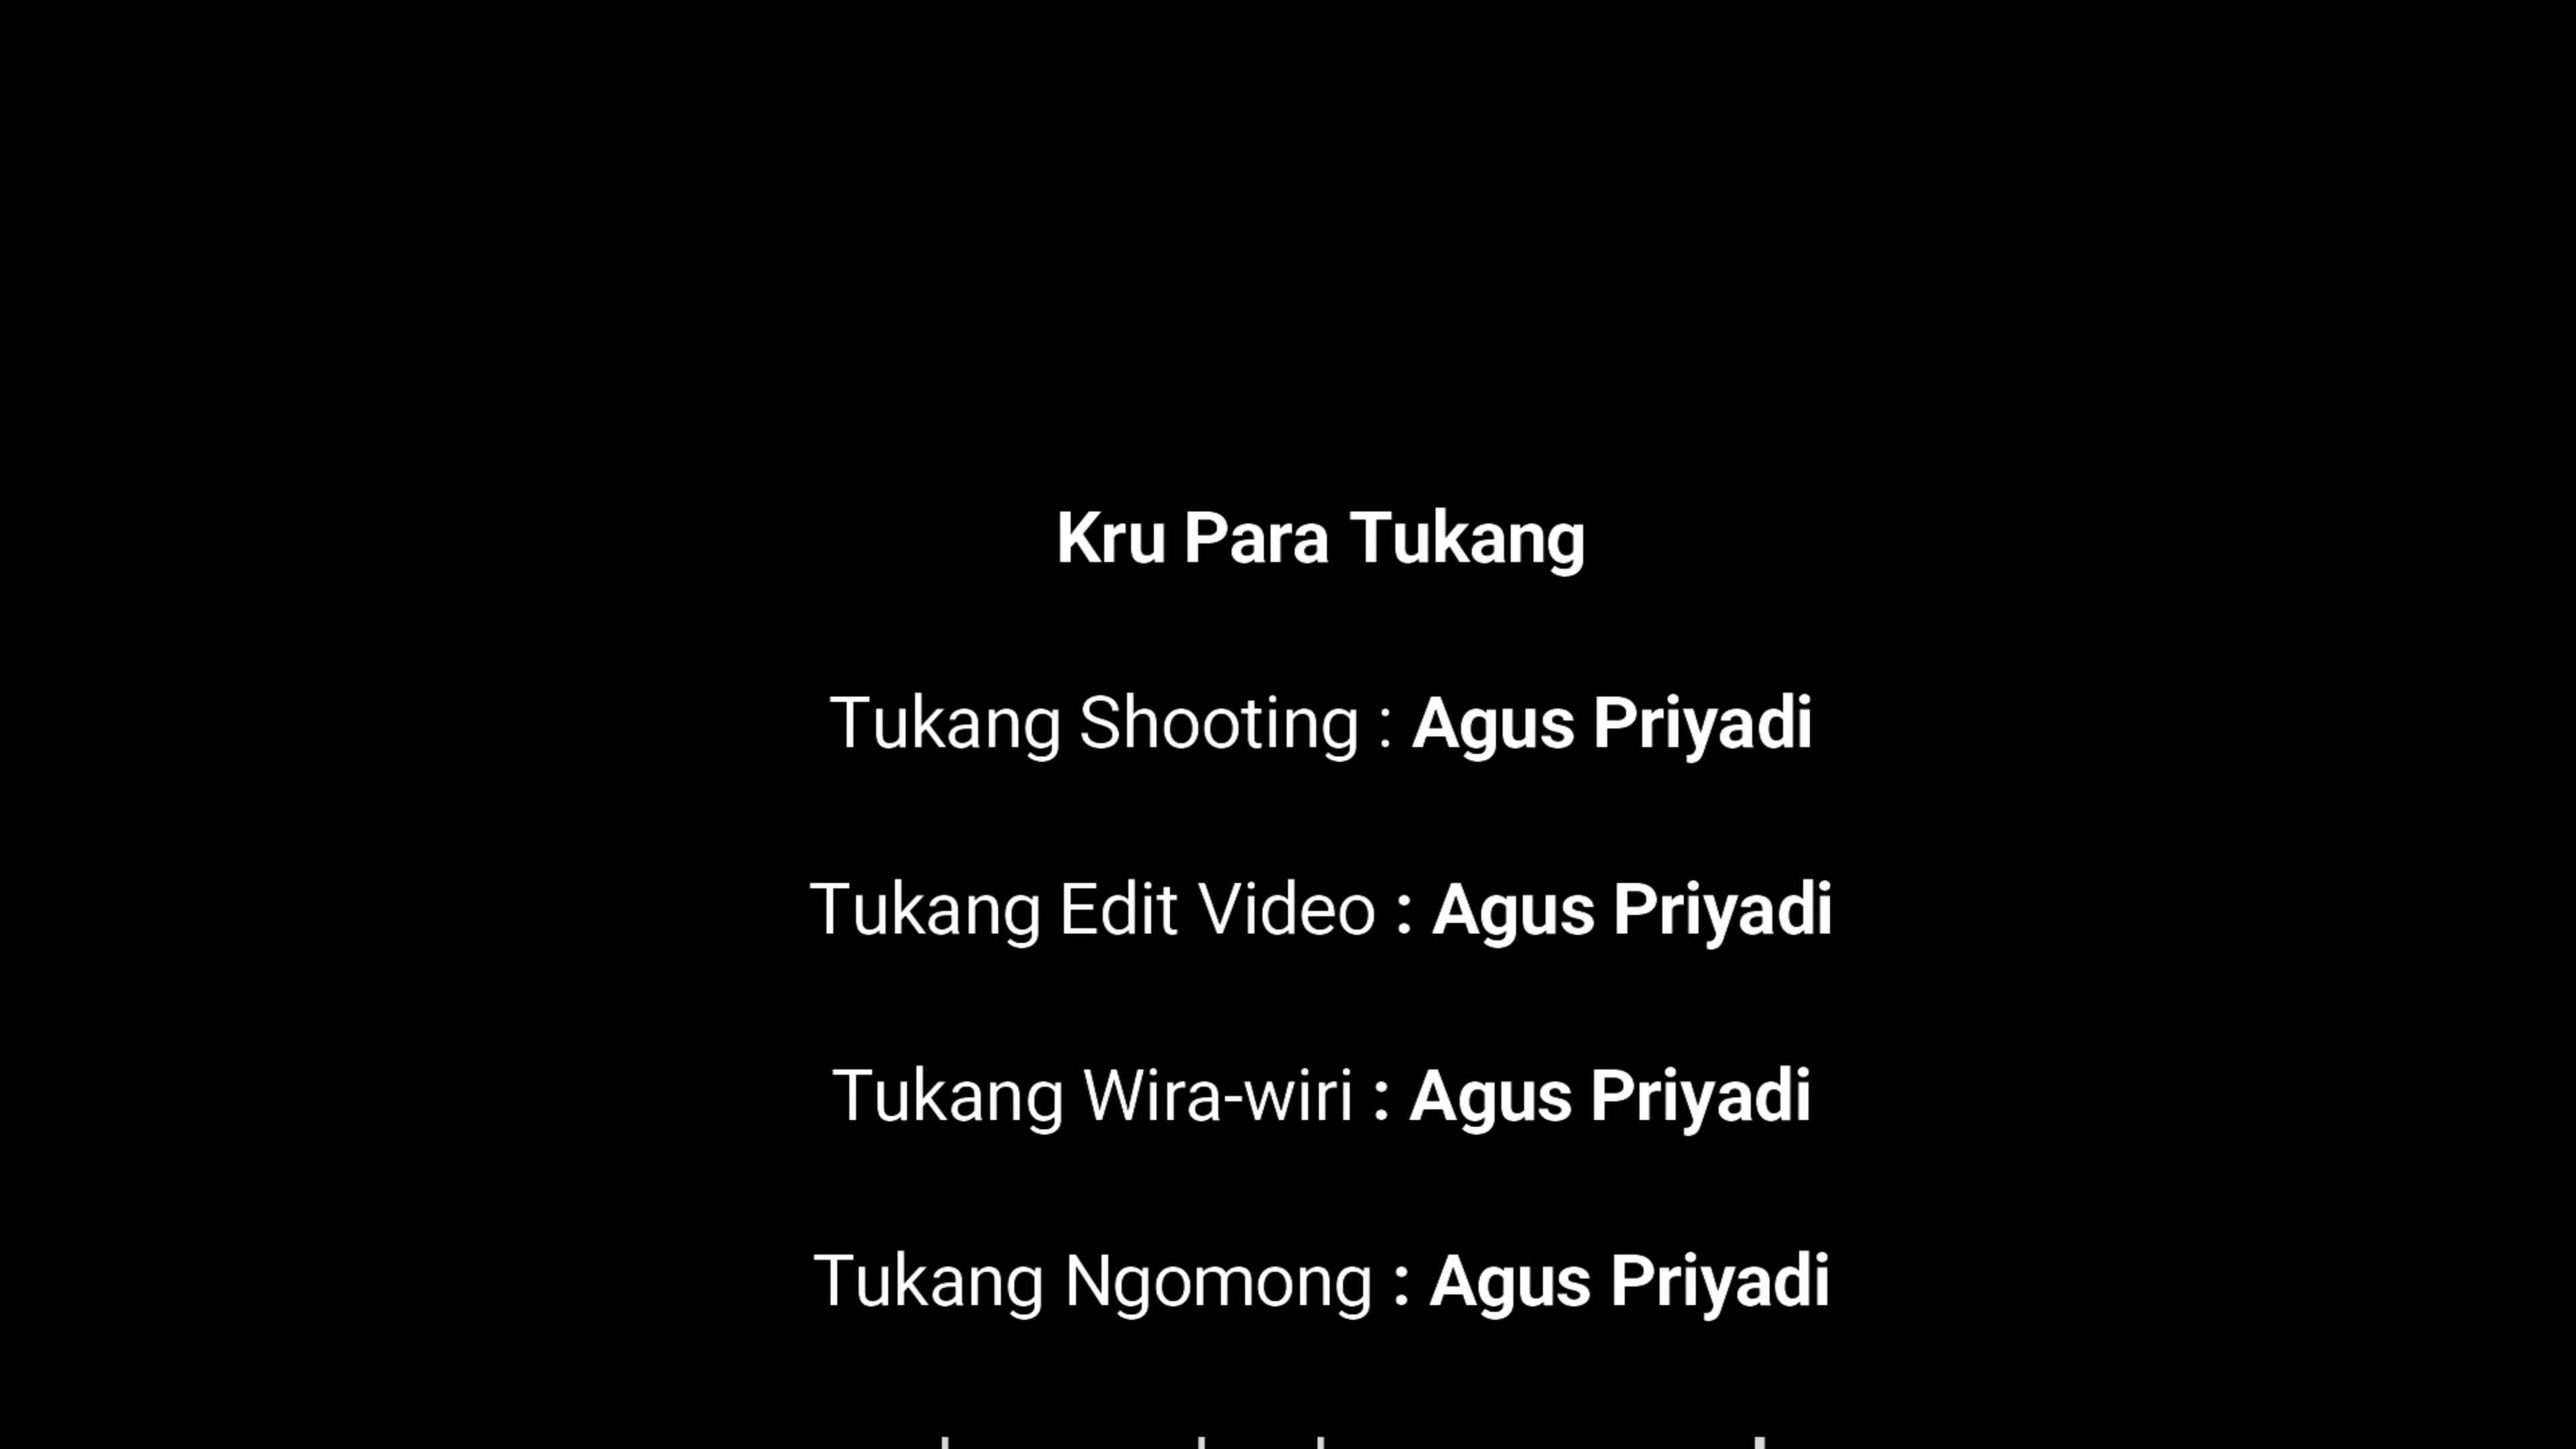 Kru Para Tukang
Tukang Shooting : Agus Priyadi
Tukang Edit Video : Agus Priyadi
Tukang Wira-wiri : Agus Priyadi
Tukang Ngomong : Agus Priyadi